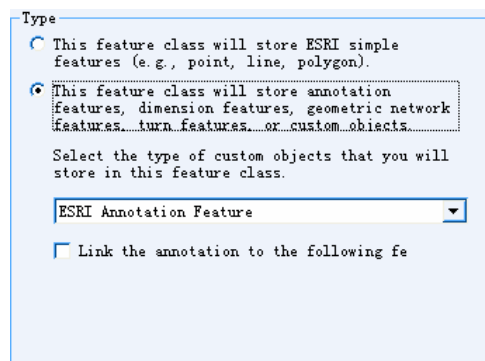 Type
This feature class will store ESRI simple
features (e.g., point, line, polygon).
This feature class will store annotation
features, dimension features, geometric network
features, turn features, or custom objects.
Select the type of custom objects that you will
store in this feature class.
ESRI Annotation Feature
Link the annotation to the following fe